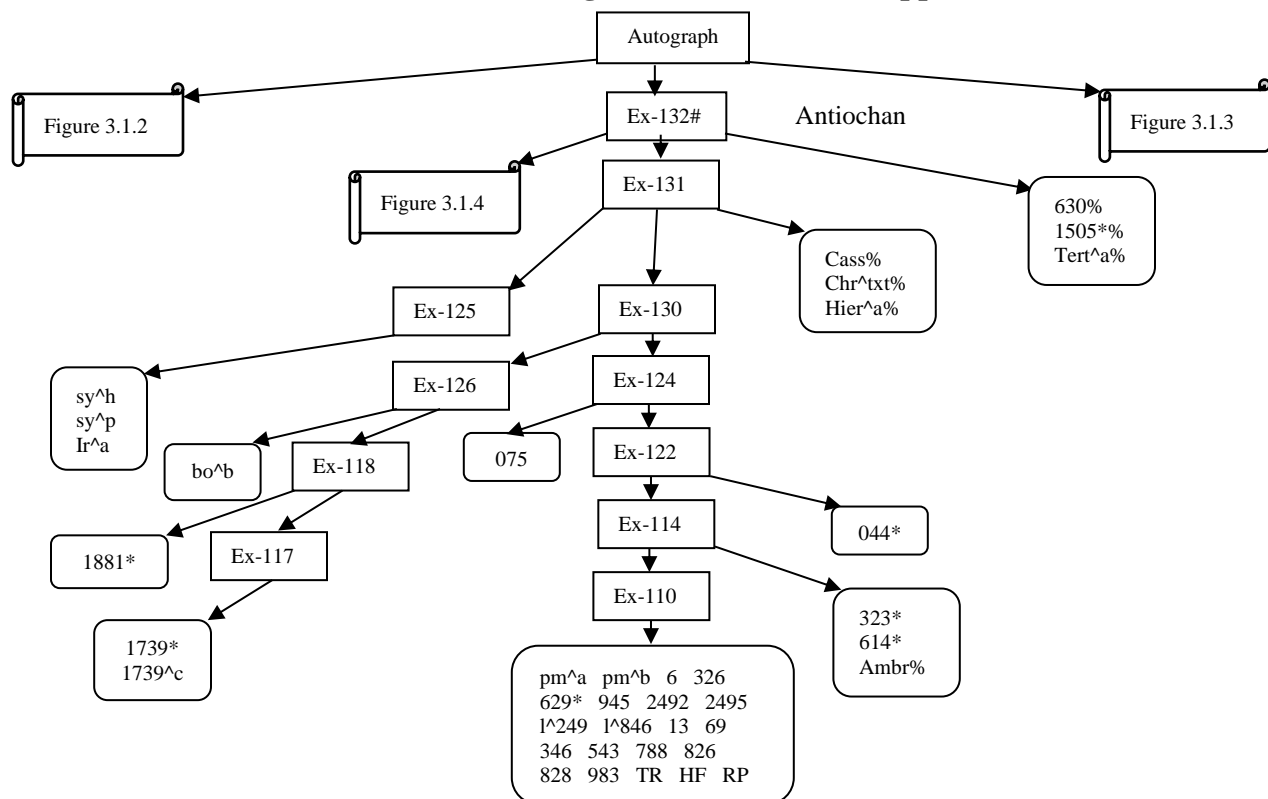 Autograph
Figure 3.1.2
Ex-132#
Antiochan
Figure 3.1.3
Figure 3.1.4
Ex-131
630%
1505*%
Tert^a%
Cass%
Chr^txt%
Hier^a%
Ex-125
Ex-130
sy^h
sy^p
Ir^a
Ex-126
Ex-124
bo^b
Ex-118
075
Ex-122
1881*
Ex-117
Ex-114
044*
1739*
1739^c
Ex-110
323*
614*
Ambr%
pm^a pm^b 6 326
629* 945 2492 2495
l^249 l^846 13 69
346 543 788 826
828 983 TR HF RP